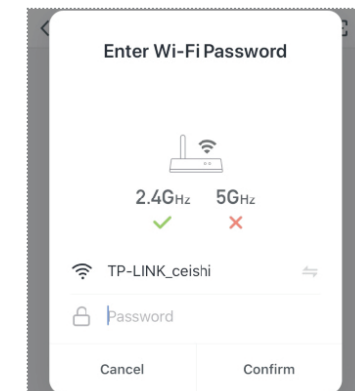 Enter Wi-Fi Password
2.4GHz 5GHz
TP-LINK_ceishi
Password
Cancel Confirm